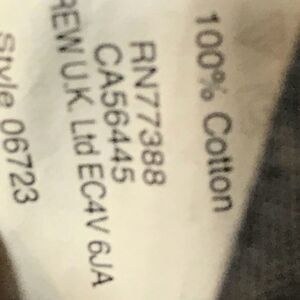 100% Cotton
RN77388
CA56445
REW U.K. Ltd EC4V 6JA
Style 06723